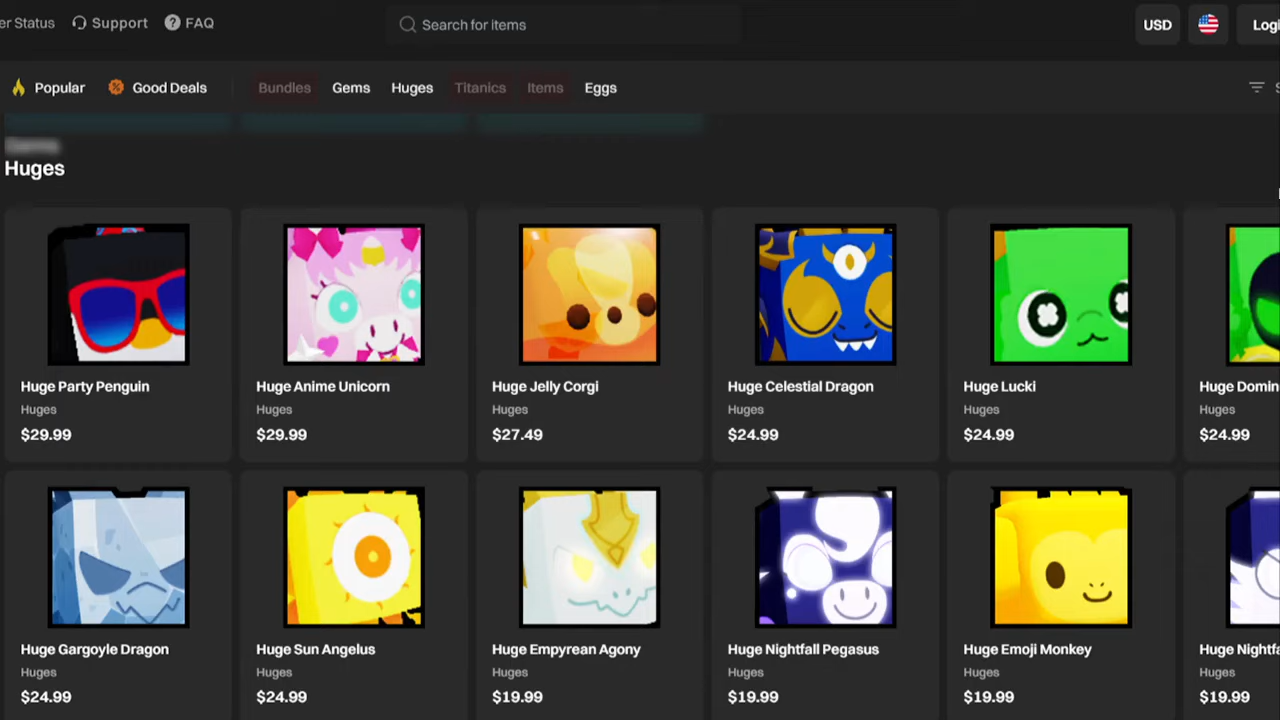 er Status Support FAQ Search for items USD Logi
Popular Good Deals Bundles Gems Huges Titanics Items Eggs S
Gems
Huges
Huge Party Penguin Huge Anime Unicorn Huge Jelly Corgi Huge Celestial Dragon Huge Lucki Huge Domin
Huges Huges Huges Huges Huges Huges
$29.99 $29.99 $27.49 $24.99 $24.99 $24.99
Huge Gargoyle Dragon Huge Sun Angelus Huge Empyrean Agony Huge Nightfall Pegasus Huge Emoji Monkey Huge Nightfa
Huges Huges Huges Huges Huges Huges
$24.99 $24.99 $19.99 $19.99 $19.99 $19.99